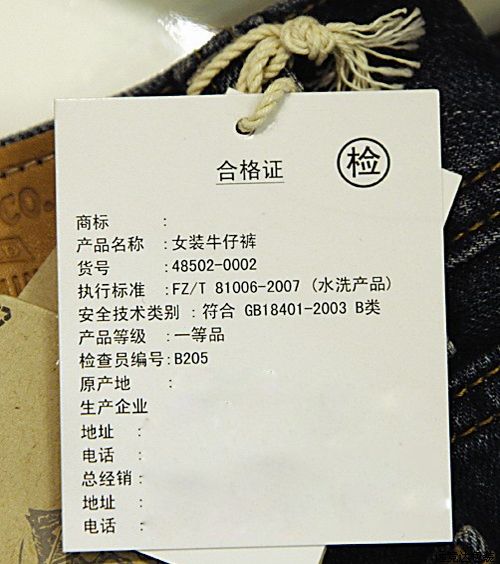 合格证
检
商标 :
产品名称 :女装牛仔裤
货号 :48502-0002
执行标准 :FZ/T 81006-2007 (水洗产品)
安全技术类别 : 符合 GB18401-2003 B类
产品等级 :一等品
检查员编号:B205
原产地 :
生产企业
地址 :
电话 :
总经销:
地址 :
电话 :
CO.